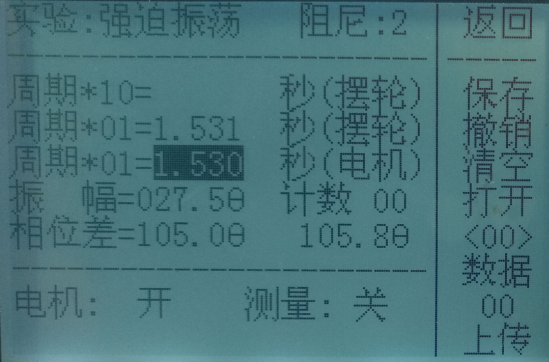 实验:强迫振荡 阻尼:2
周期*10= 秒(摆轮)
周期*01=1.531 秒(摆轮)
周期*01=1.530 秒(电机)
振 幅=027.5θ 计数 00
相位差=105.0θ 105.8θ
电机: 开 测量: 关
返回
保存
撤销
清空
打开
<00>
数据
00
上传